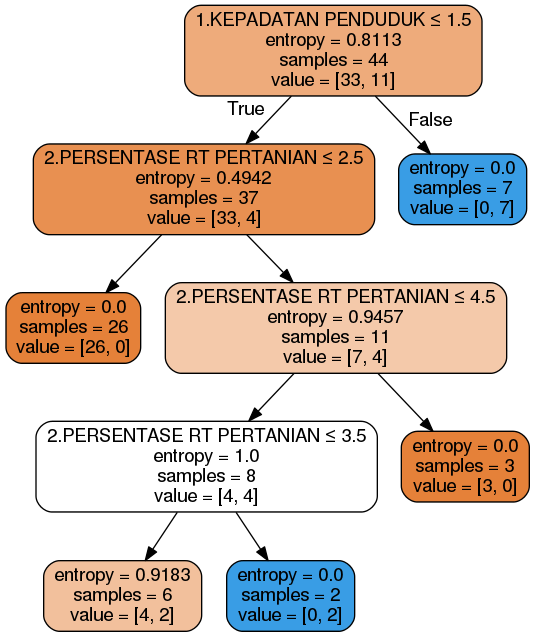 1.KEPADATAN PENDUDUK ≤ 1.5
entropy = 0.8113
samples = 44
value = [33, 11]
True
False
2.PERSENTASE RT PERTANIAN ≤ 2.5
entropy = 0.4942
samples = 37
value = [33, 4]
entropy = 0.0
samples = 7
value = [0, 7]
entropy = 0.0
samples = 26
value = [26, 0]
2.PERSENTASE RT PERTANIAN ≤ 4.5
entropy = 0.9457
samples = 11
value = [7, 4]
2.PERSENTASE RT PERTANIAN ≤ 3.5
entropy = 1.0
samples = 8
value = [4, 4]
entropy = 0.0
samples = 3
value = [3, 0]
entropy = 0.9183
samples = 6
value = [4, 2]
entropy = 0.0
samples = 2
value = [0, 2]